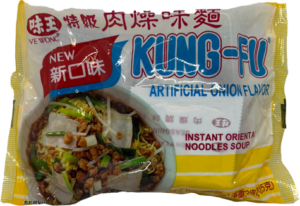 味王
VE WONG
特級 肉燥味麵
NEW
新口味
KUNG-FU
ARTIFICIAL ONION FLAVOR
INSTANT ORIENTAL
NOODLES SOUP